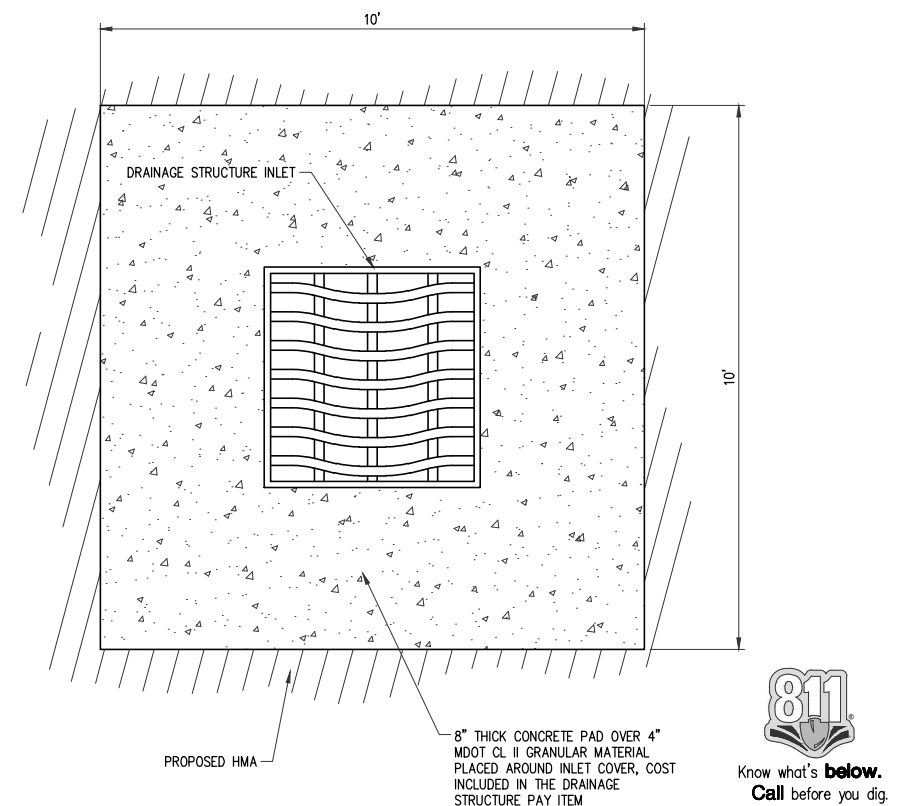 10'
DRAINAGE STRUCTURE INLET
10'
8" THICK CONCRETE PAD OVER 4"
MDOT CL II GRANULAR MATERIAL
PLACED AROUND INLET COVER, COST
INCLUDED IN THE DRAINAGE
STRUCTURE PAY ITEM
PROPOSED HMA
811
®
Know what's below.
Call before you dig.